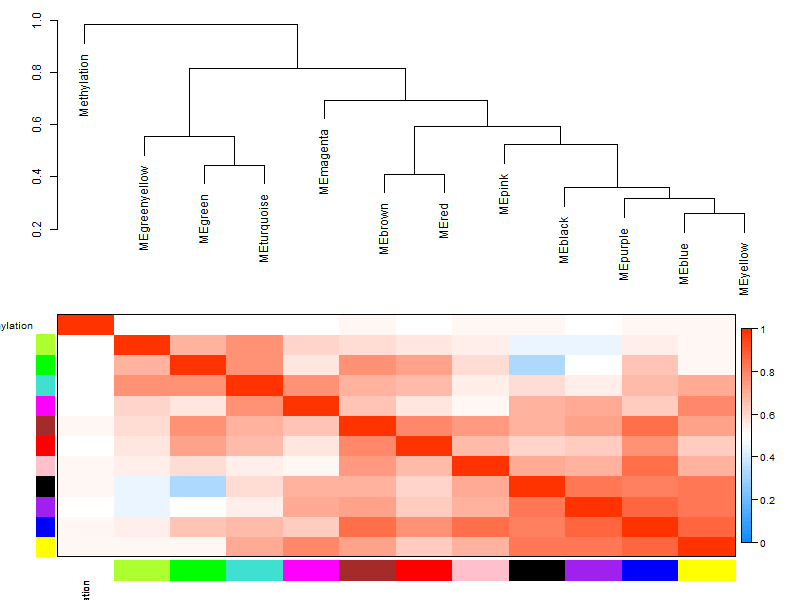 1.0
0.8
0.6
0.4
0.2
Methylation
MEgreenyellow
MEgreen
MEturquoise
MEmagenta
MEbrown
MEred
MEpink
MEblack
MEpurple
MEblue
MEyellow
ylation
1
0.8
0.6
0.4
0.2
0
ation